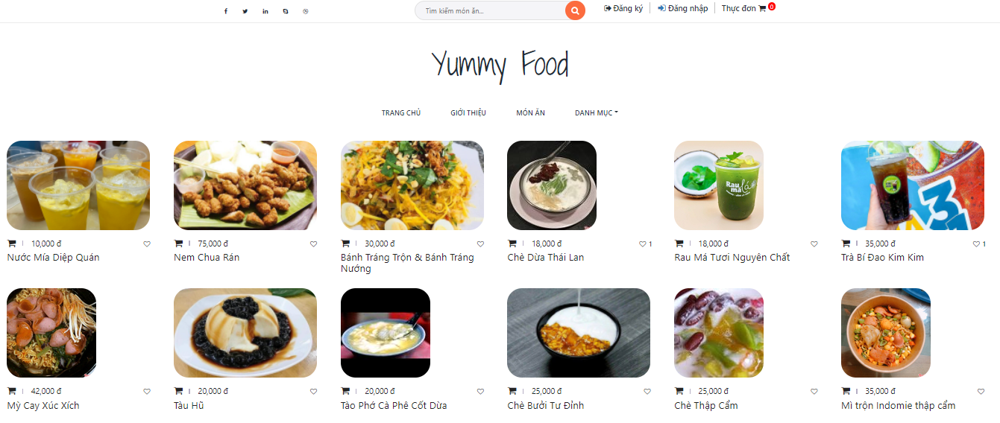 Tìm kiếm món ăn...
Đăng ký
Đăng nhập
Thực đơn 0
Yummy Food
TRANG CHỦ
GIỚI THIỆU
MÓN ĂN
DANH MỤC
Rau
má
lá
3
10,000 đ
75,000 đ
30,000 đ
18,000 đ
1
18,000 đ
35,000 đ
1
Nước Mía Diệp Quán
Nem Chua Rán
Bánh Tráng Trộn & Bánh Tráng
Nướng
Chè Dừa Thái Lan
Rau Má Tươi Nguyên Chất
Trà Bí Đao Kim Kim
42,000 đ
20,000 đ
20,000 đ
25,000 đ
25,000 đ
35,000 đ
Mỳ Cay Xúc Xích
Tàu Hũ
Tào Phớ Cà Phê Cốt Dừa
Chè Bưởi Tư Đỉnh
Chè Thập Cẩm
Mì trộn Indomie thập cẩm